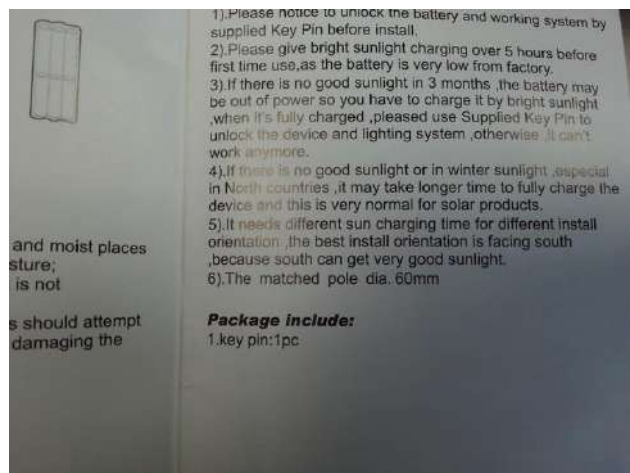 and moist places
sture;
is not
s should attempt
damaging the
1).Please notice to unlock the battery and working system by
supplied Key Pin before install.
2).Please give bright sunlight charging over 5 hours before
first time use,as the battery is very low from factory.
3).If there is no good sunlight in 3 months ,the battery may
be out of power so you have to charge it by bright sunlight
,when it's fully charged ,pleased use Supplied Key Pin to
unlock the device and lighting system ,otherwise ,it can't
work anymore.
4).If there is no good sunlight or in winter sunlight ,especial
in North countries ,it may take longer time to fully charge the
device and this is very normal for solar products.
5).It needs different sun charging time for different install
orientation ,the best install orientation is facing south
,because south can get very good sunlight.
6).The matched pole dia. 60mm
Package include:
1.key pin:1pc